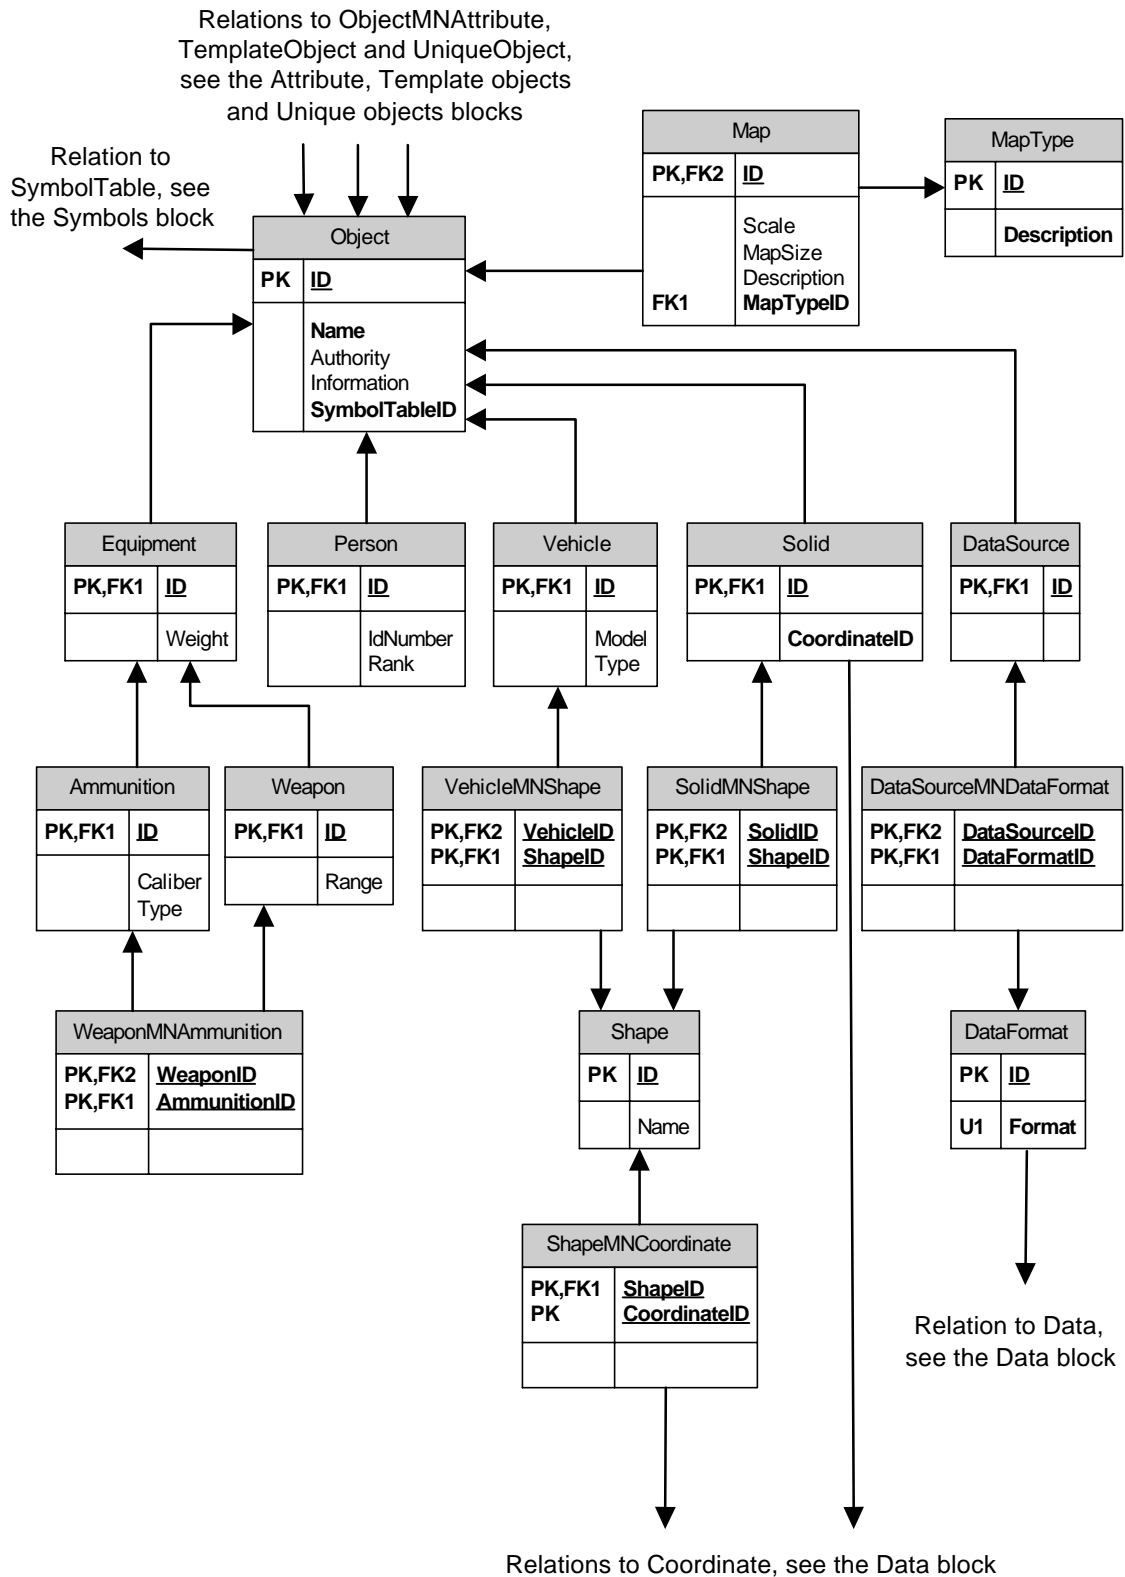 Relations to ObjectMNAttribute,
TemplateObject and UniqueObject,
see the Attribute, Template objects
and Unique objects blocks
Relation to
SymbolTable, see
the Symbols block
Map
PK,FK2 ID
Scale
MapSize
Description
FK1 MapTypeID
MapType
PK ID
Description
Object
PK ID
Name
Authority
Information
SymbolTableID
Equipment
PK,FK1 ID
Weight
Person
PK,FK1 ID
IdNumber
Rank
Vehicle
PK,FK1 ID
Model
Type
Solid
PK,FK1 ID
CoordinateID
DataSource
PK,FK1 ID
Ammunition
PK,FK1 ID
Caliber
Type
Weapon
PK,FK1 ID
Range
VehicleMNShape
PK,FK2 VehicleID
PK,FK1 ShapeID
SolidMNShape
PK,FK2 SolidID
PK,FK1 ShapeID
DataSourceMNDataFormat
PK,FK2 DataSourceID
PK,FK1 DataFormatID
WeaponMNAmmunition
PK,FK2 WeaponID
PK,FK1 AmmunitionID
Shape
PK ID
Name
DataFormat
PK ID
U1 Format
ShapeMNCoordinate
PK,FK1 ShapeID
PK CoordinateID
Relation to Data,
see the Data block
Relations to Coordinate, see the Data block